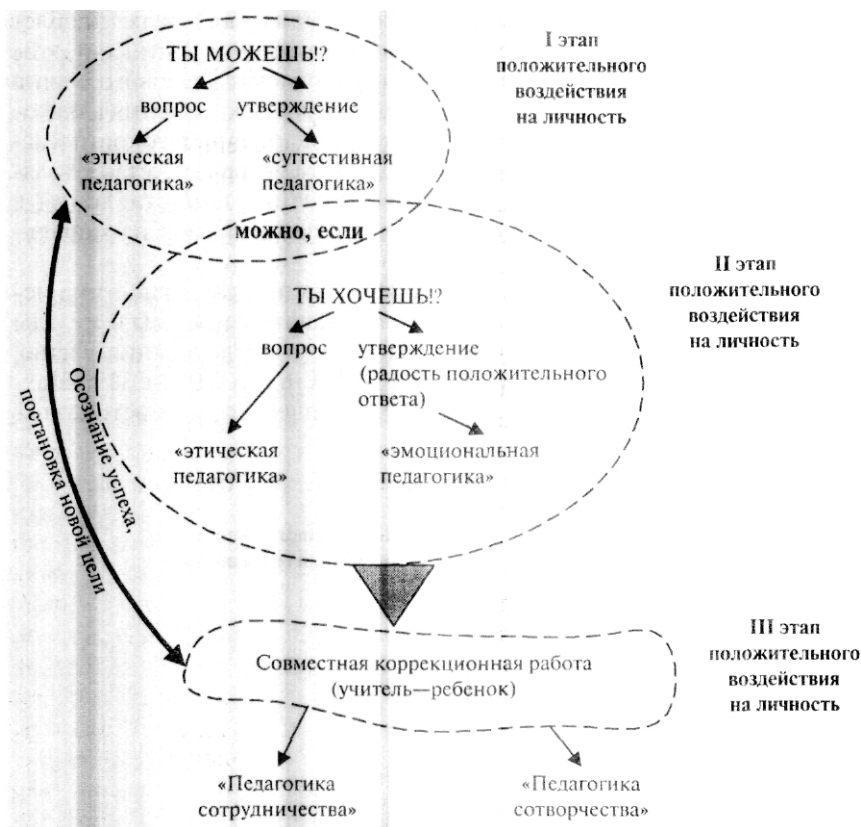 ТЫ МОЖЕШЬ!?
вопрос утверждение
«этическая
педагогика»
«суггестивная
педагогика»
I этап
положительного
воздействия
на личность
можно, если
ТЫ ХОЧЕШЬ!?
вопрос
утверждение
(радость положительного
ответа)
«этическая
педагогика»
«эмоциональная
педагогика»
II этап
положительного
воздействия
на личность
Осознание успеха,
постановка новой цели
Совместная коррекционная работа
(учитель—ребенок)
III этап
положительного
воздействия
на личность
«Педагогика
сотрудничества»
«Педагогика
сотворчества»